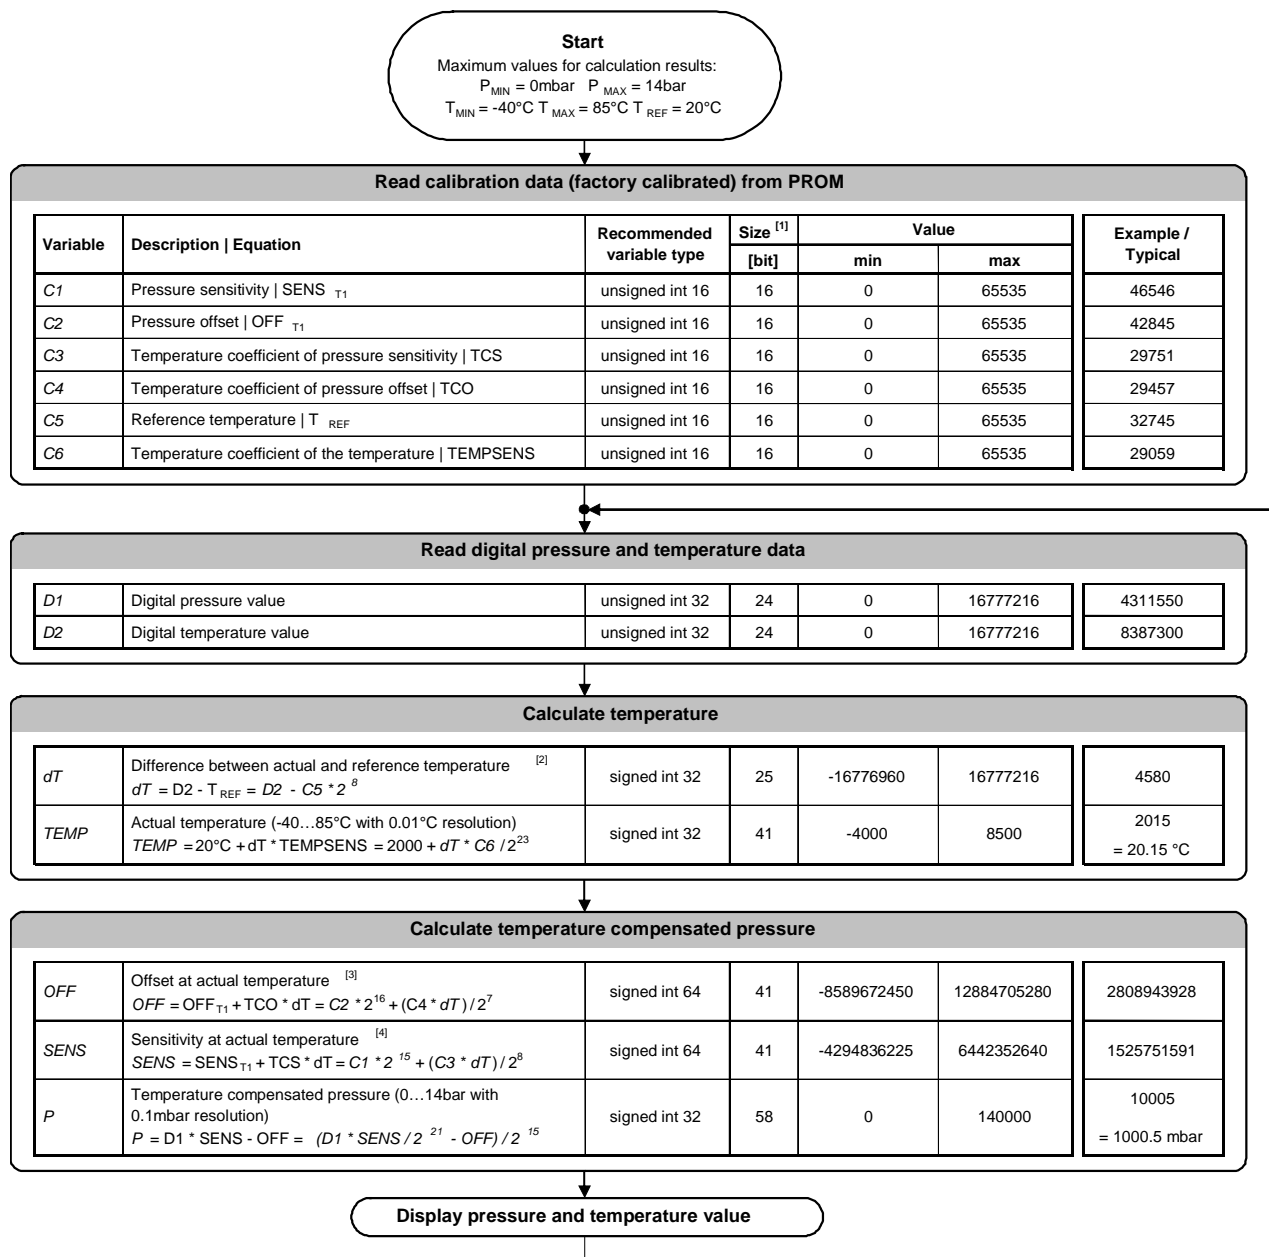 Start
Maximum values for calculation results:
P MIN = 0mbar P MAX = 14bar
T MIN = -40°C T MAX = 85°C T REF = 20°C
Read calibration data (factory calibrated) from PROM
Variable Description | Equation Recommended variable type Size [1] [bit] Value min max Example / Typical
C1 Pressure sensitivity | SENS T1 unsigned int 16 16 0 65535 46546
C2 Pressure offset | OFF T1 unsigned int 16 16 0 65535 42845
C3 Temperature coefficient of pressure sensitivity | TCS unsigned int 16 16 0 65535 29751
C4 Temperature coefficient of pressure offset | TCO unsigned int 16 16 0 65535 29457
C5 Reference temperature | T REF unsigned int 16 16 0 65535 32745
C6 Temperature coefficient of the temperature | TEMPSENS unsigned int 16 16 0 65535 29059
Read digital pressure and temperature data
D1 Digital pressure value unsigned int 32 24 0 16777216 4311550
D2 Digital temperature value unsigned int 32 24 0 16777216 8387300
Calculate temperature
dT Difference between actual and reference temperature [2]
dT = D2 - T REF = D2 - C5 * 2 8
signed int 32 25 -16776960 16777216 4580
TEMP Actual temperature (-40…85°C with 0.01°C resolution)
TEMP = 20°C + dT * TEMPSENS = 2000 + dT * C6 / 2 23
signed int 32 41 -4000 8500 2015
= 20.15 °C
Calculate temperature compensated pressure
OFF Offset at actual temperature [3]
OFF = OFF T1 + TCO * dT = C2 * 2 16 + (C4 * dT ) / 2 7
signed int 64 41 -8589672450 12884705280 2808943928
SENS Sensitivity at actual temperature [4]
SENS = SENS T1 + TCS * dT = C1 * 2 15 + (C3 * dT ) / 2 8
signed int 64 41 -4294836225 6442352640 1525751591
P Temperature compensated pressure (0…14bar with
0.1mbar resolution)
P = D1 * SENS - OFF = (D1 * SENS / 2 21 - OFF) / 2 15
signed int 32 58 0 140000 10005
= 1000.5 mbar
Display pressure and temperature value